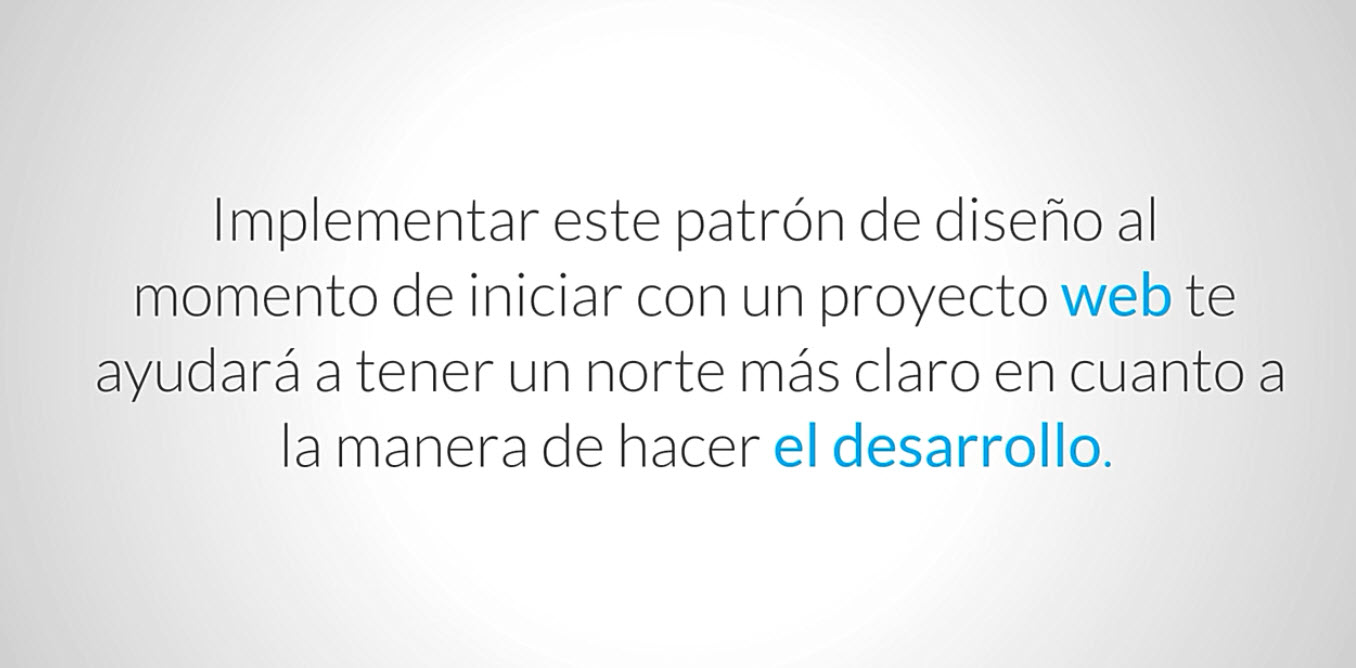 Implementar este patrón de diseño al
momento de iniciar con un proyecto web te
ayudará a tener un norte más claro en cuanto a
la manera de hacer el desarrollo.